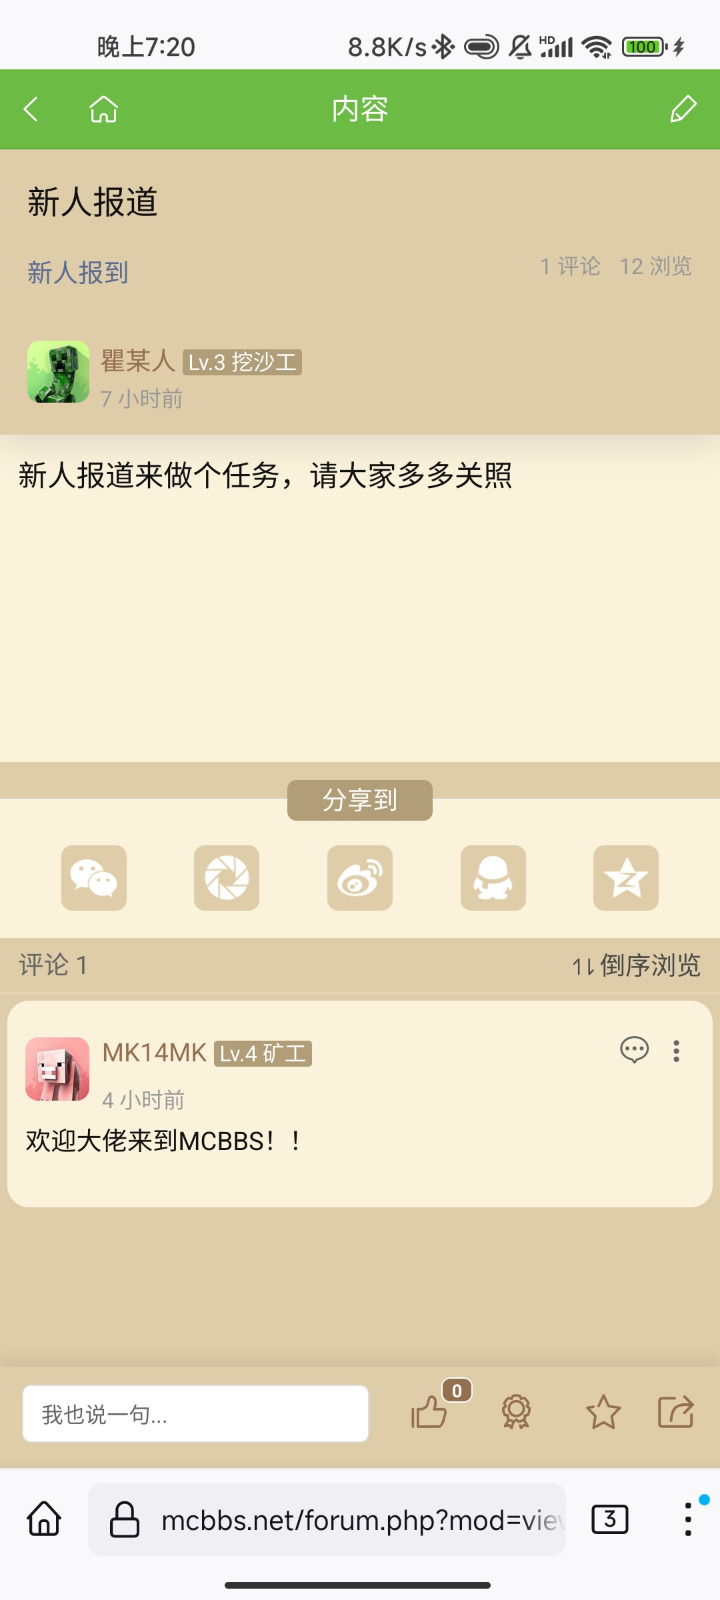 晚上7:20 8.8K/s HD 100
内容
新人报道
新人报到 1 评论 12 浏览
瞿某人 Lv.3 挖沙工
7 小时前
新人报道来做个任务，请大家多多关照
分享到
评论 1 倒序浏览
MK14MK Lv.4 矿工
4 小时前
欢迎大佬来到MCBBS！！
0
我也说一句...
mcbbs.net/forum.php?mod=vie 3